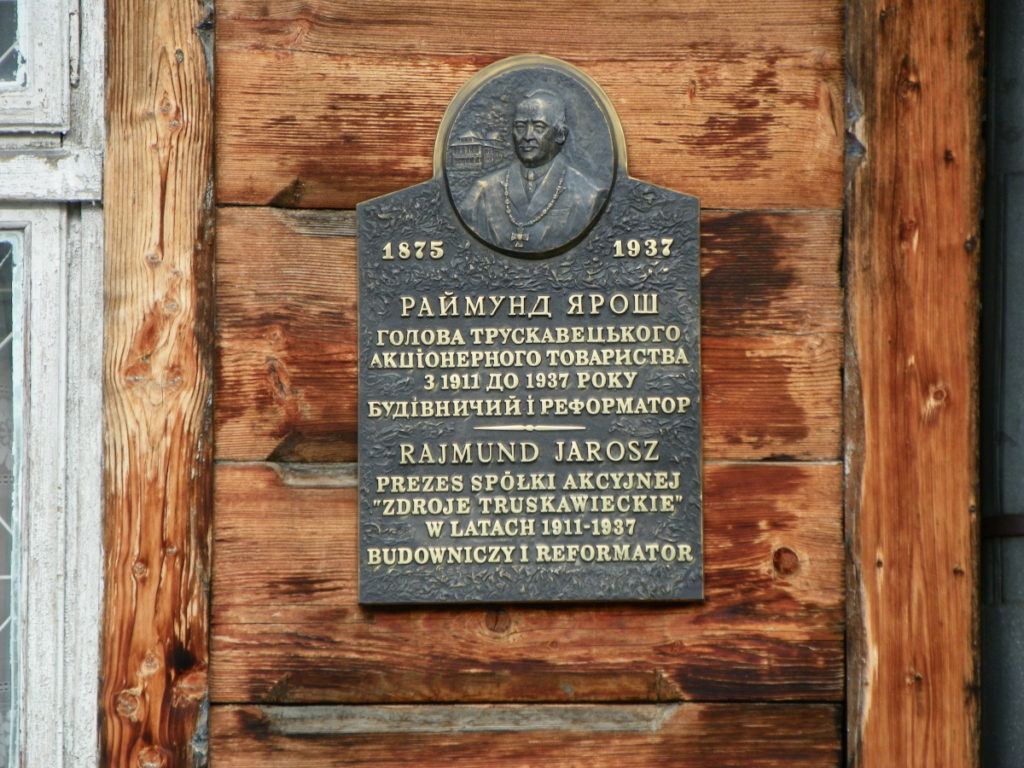 1875 1937
РАЙМУНД ЯРОШ
ГОЛОВА ТРУСКАВЕЦЬКОГО
АКЦІОНЕРНОГО ТОВАРИСТВА
З 1911 ДО 1937 РОКУ
БУДІВНИЧИЙ І РЕФОРМАТОР
RAJMUND JAROSZ
PREZES SPÓŁKI AKCYJNEJ
"ZDROJE TRUSKAWIECKIE"
W LATACH 1911-1937
BUDOWNICZY I REFORMATOR